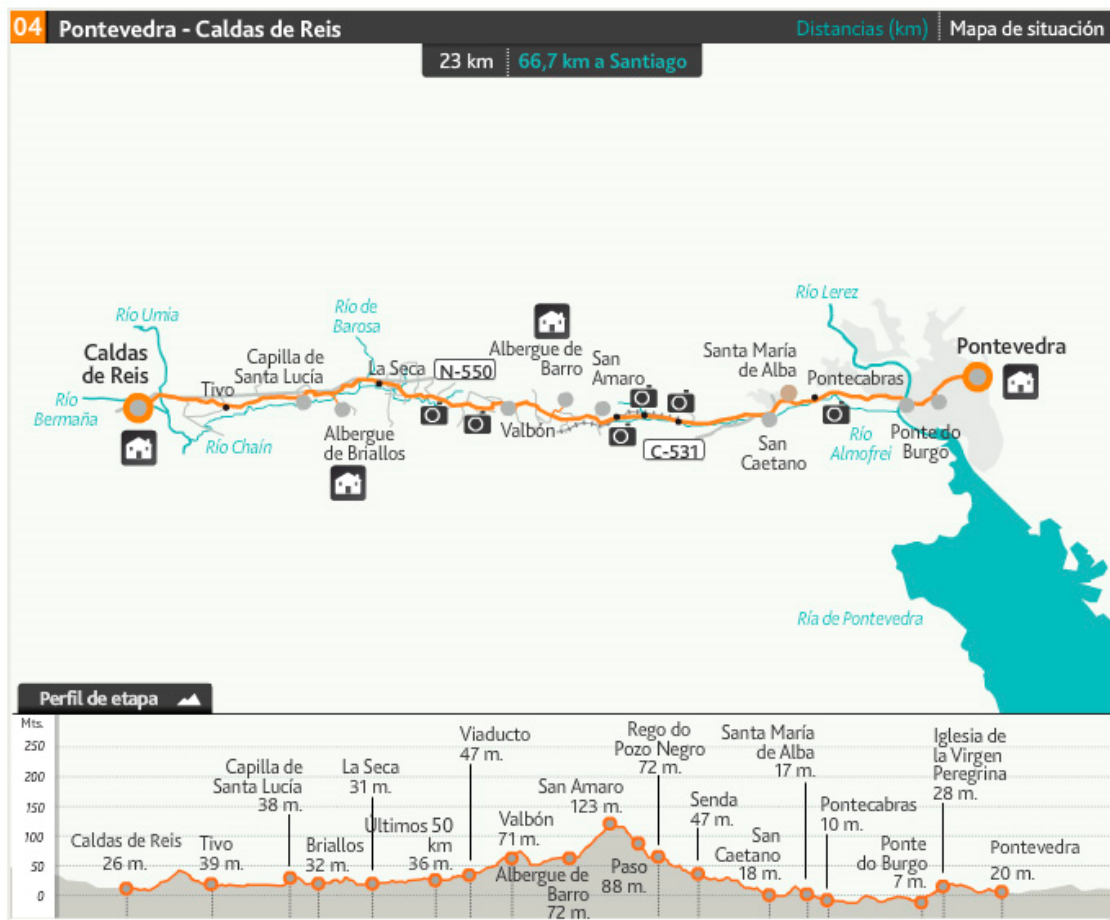 04 Pontevedra - Caldas de Reis
Distancias (km) Mapa de situación
23 km 66,7 km a Santiago
Río Umia
Río de
Barosa
Río Lerez
Caldas
de Reis
Río
Bermaña
Tivo
Capilla de
Santa Lucía
La Seca
N-550
Albergue de
Barro
San
Amaro
Santa María
de Alba
Pontecabras
Pontevedra
Río Chaín
Albergue
de Briallos
Valbón
C-531
San
Caetano
Río
Almofrei
Ponte do
Burgo
Ría de Pontevedra
Perfil de etapa
Mts.
250
200
150
100
50
0
Caldas de Reis
26 m.
Tivo
39 m.
Capilla de
Santa Lucía
38 m.
Briallos
32 m.
La Seca
31 m.
Últimos 50
km
36 m.
Viaducto
47 m.
Valbón
71 m.
Albergue de
Barro
72 m.
San Amaro
123 m.
Paso
88 m.
Rego do
Pozo Negro
72 m.
Senda
47 m.
San
Caetano
18 m.
Santa María
de Alba
17 m.
Pontecabras
10 m.
Ponte
do Burgo
7 m.
Iglesia de
la Virgen
Peregrina
28 m.
Pontevedra
20 m.